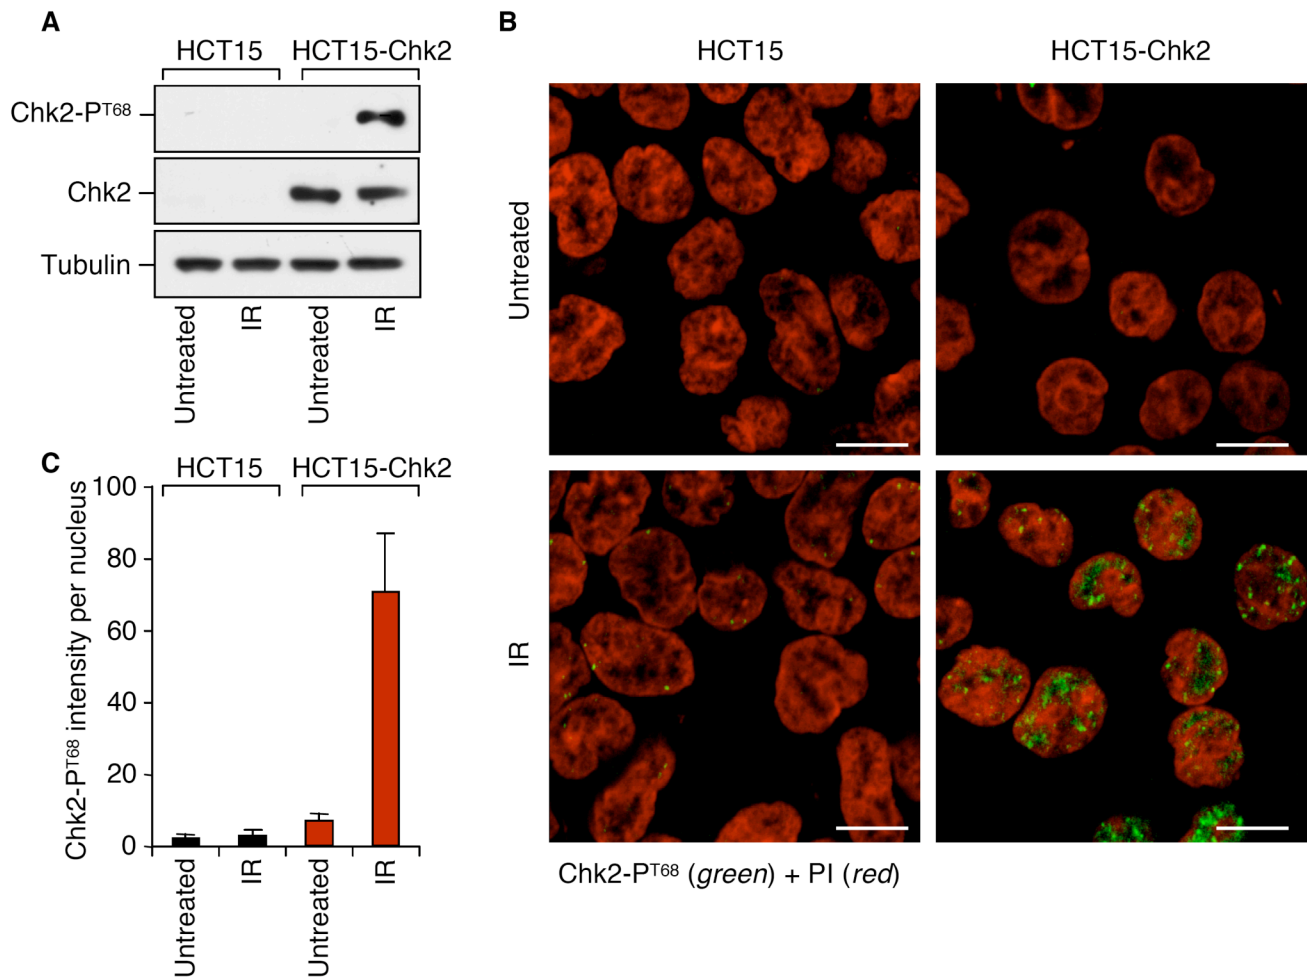 A
HCT15 HCT15-Chk2
Chk2-Pᵀ⁶⁸
Chk2
Tubulin
Untreated
IR
Untreated
IR
B
HCT15 HCT15-Chk2
Untreated
IR
Chk2-Pᵀ⁶⁸ (green) + PI (red)
C
HCT15 HCT15-Chk2
Chk2-Pᵀ⁶⁸ intensity per nucleus
100
80
60
40
20
0
Untreated
IR
Untreated
IR